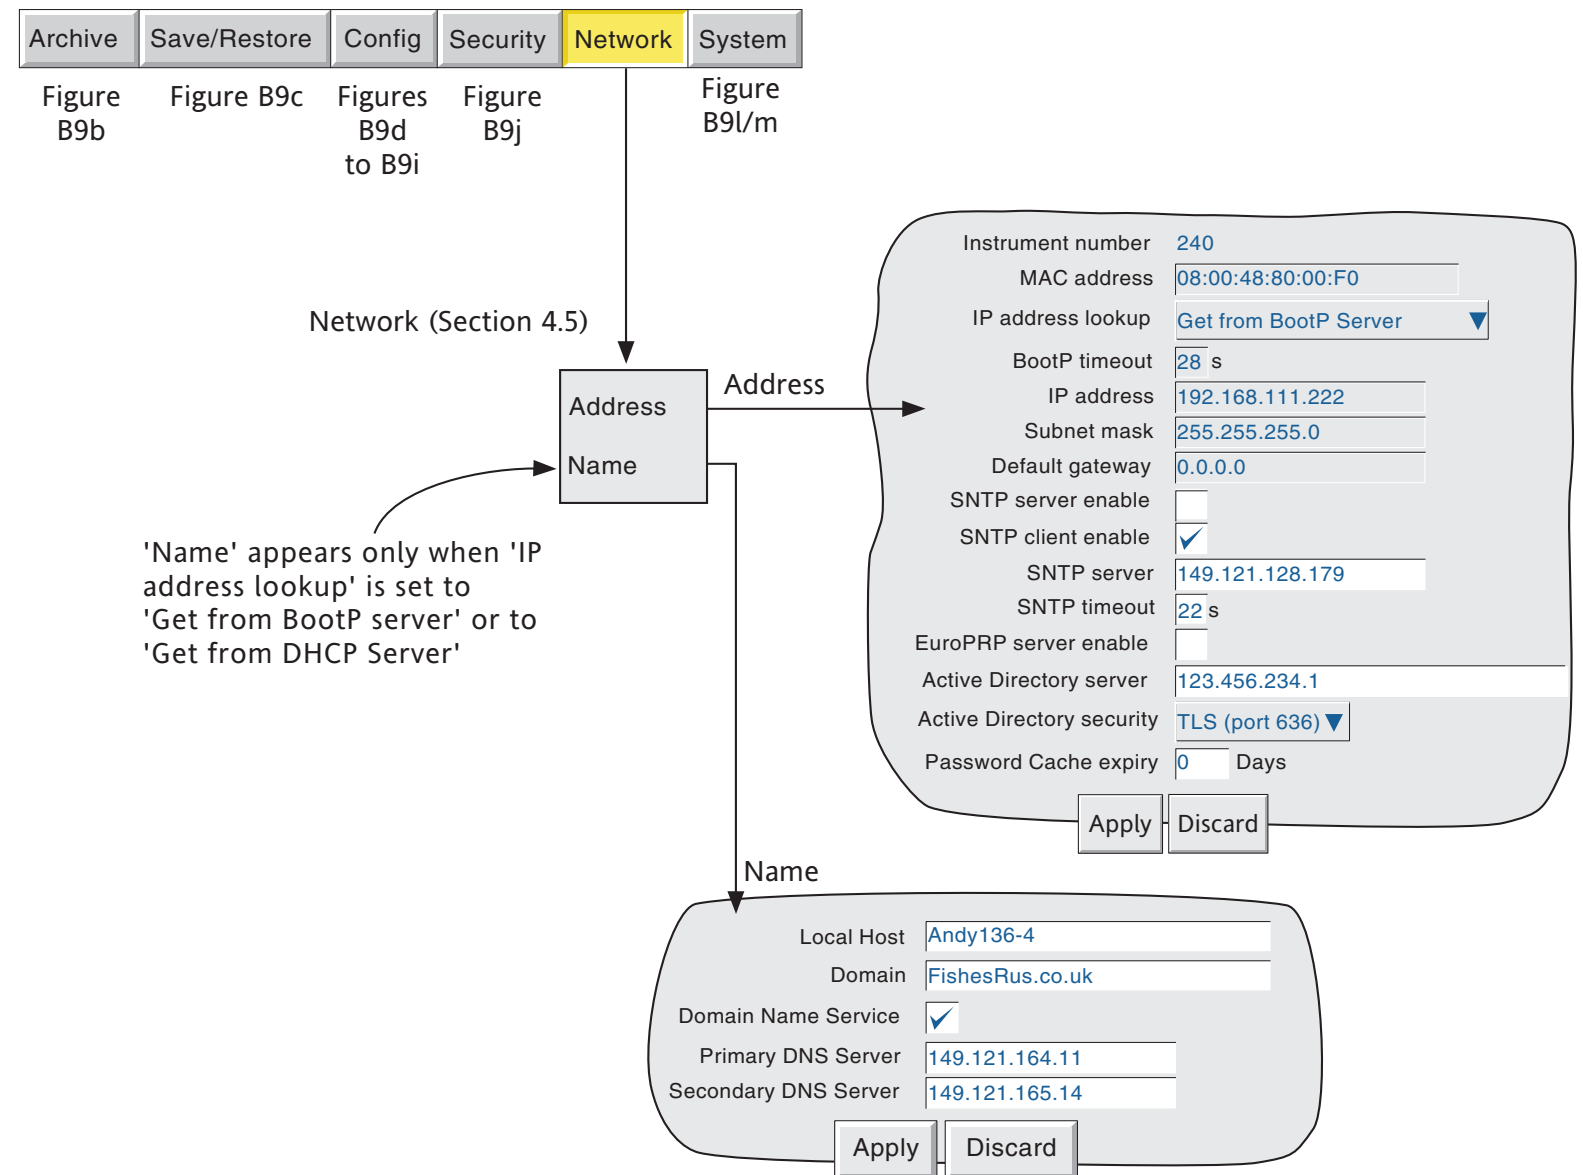 Archive Save/Restore Config Security Network System
Figure B9b
Figure B9c
Figures B9d to B9i
Figure B9j
Figure B9l/m
Network (Section 4.5)
Address
Name
'Name' appears only when 'IP
address lookup' is set to
'Get from BootP server' or to
'Get from DHCP Server'
Address
Instrument number 240
MAC address 08:00:48:80:00:F0
IP address lookup Get from BootP Server
BootP timeout 28 s
IP address 192.168.111.222
Subnet mask 255.255.255.0
Default gateway 0.0.0.0
SNTP server enable
SNTP client enable
SNTP server 149.121.128.179
SNTP timeout 22 s
EuroPRP server enable
Active Directory server 123.456.234.1
Active Directory security TLS (port 636)
Password Cache expiry 0 Days
Apply Discard
Name
Local Host Andy136-4
Domain FishesRus.co.uk
Domain Name Service
Primary DNS Server 149.121.164.11
Secondary DNS Server 149.121.165.14
Apply Discard